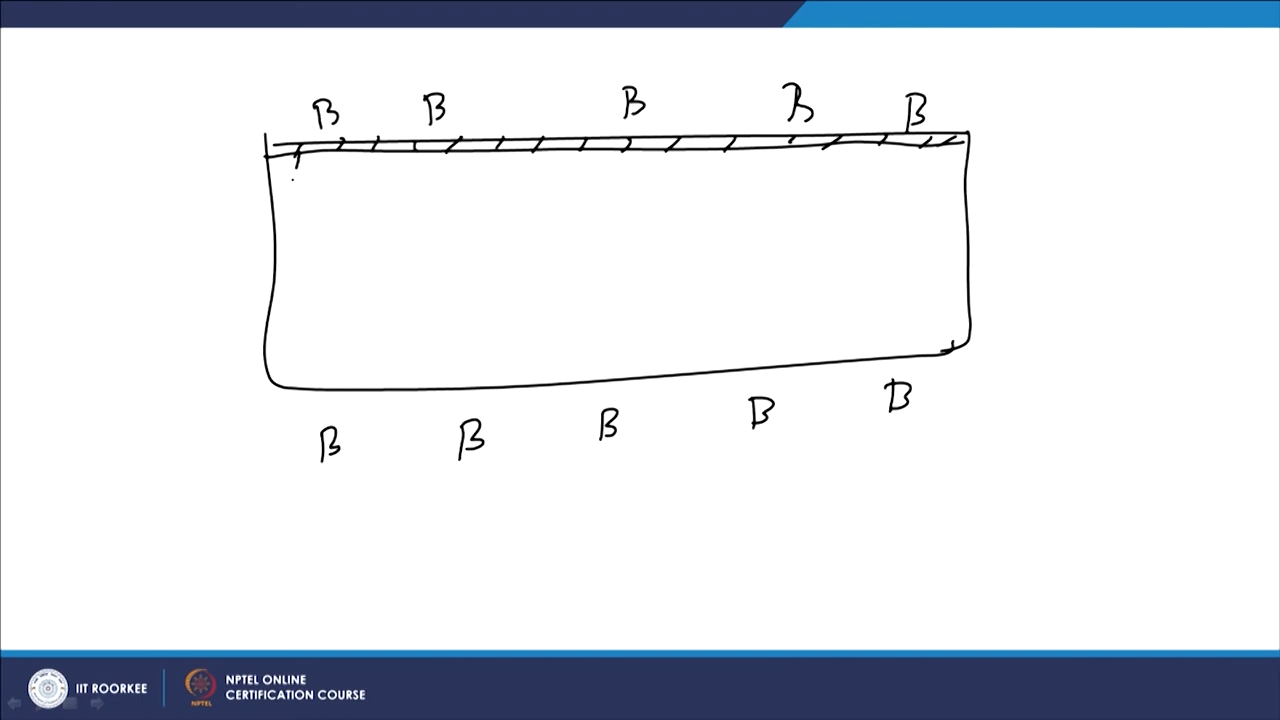 B B B B B
B B B B B
IIT ROORKEE
NPTEL ONLINE
CERTIFICATION COURSE